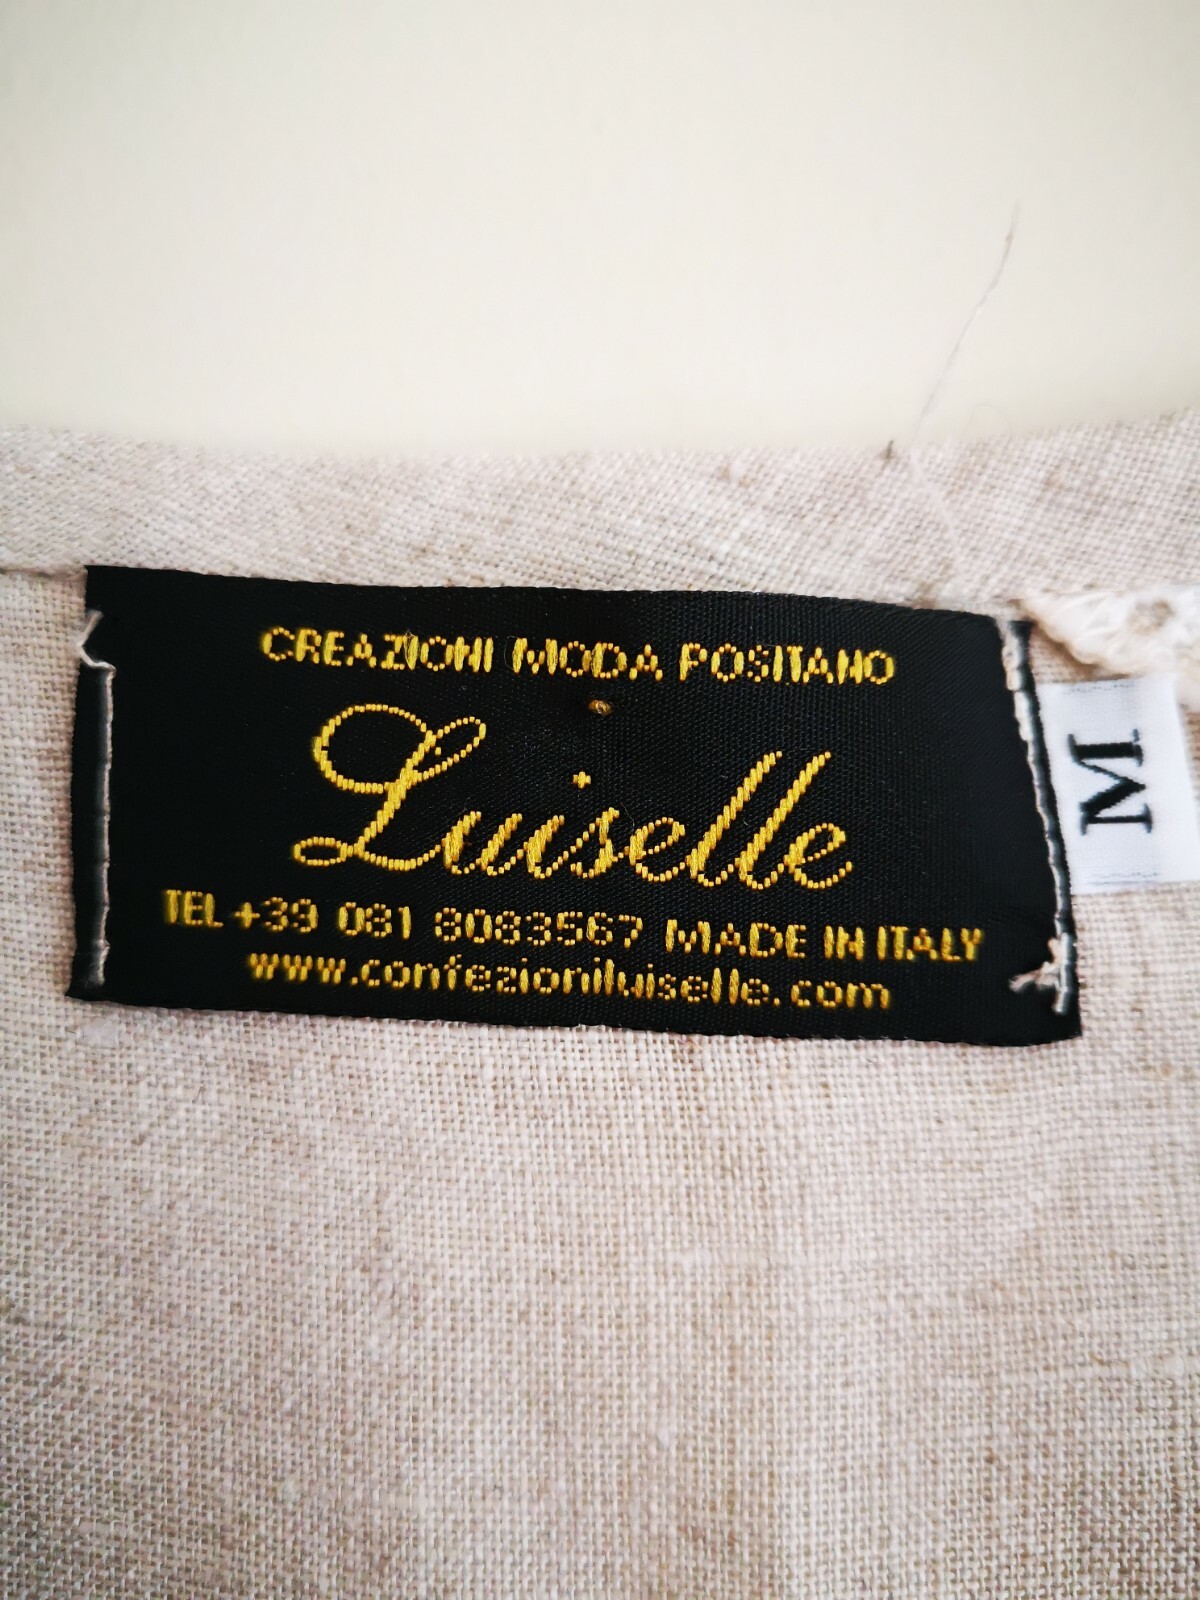 CREAZIONI MODA POSITANO
Luiselle
TEL +39 081 8083567 MADE IN ITALY
www.confezioniluiselle.com
M